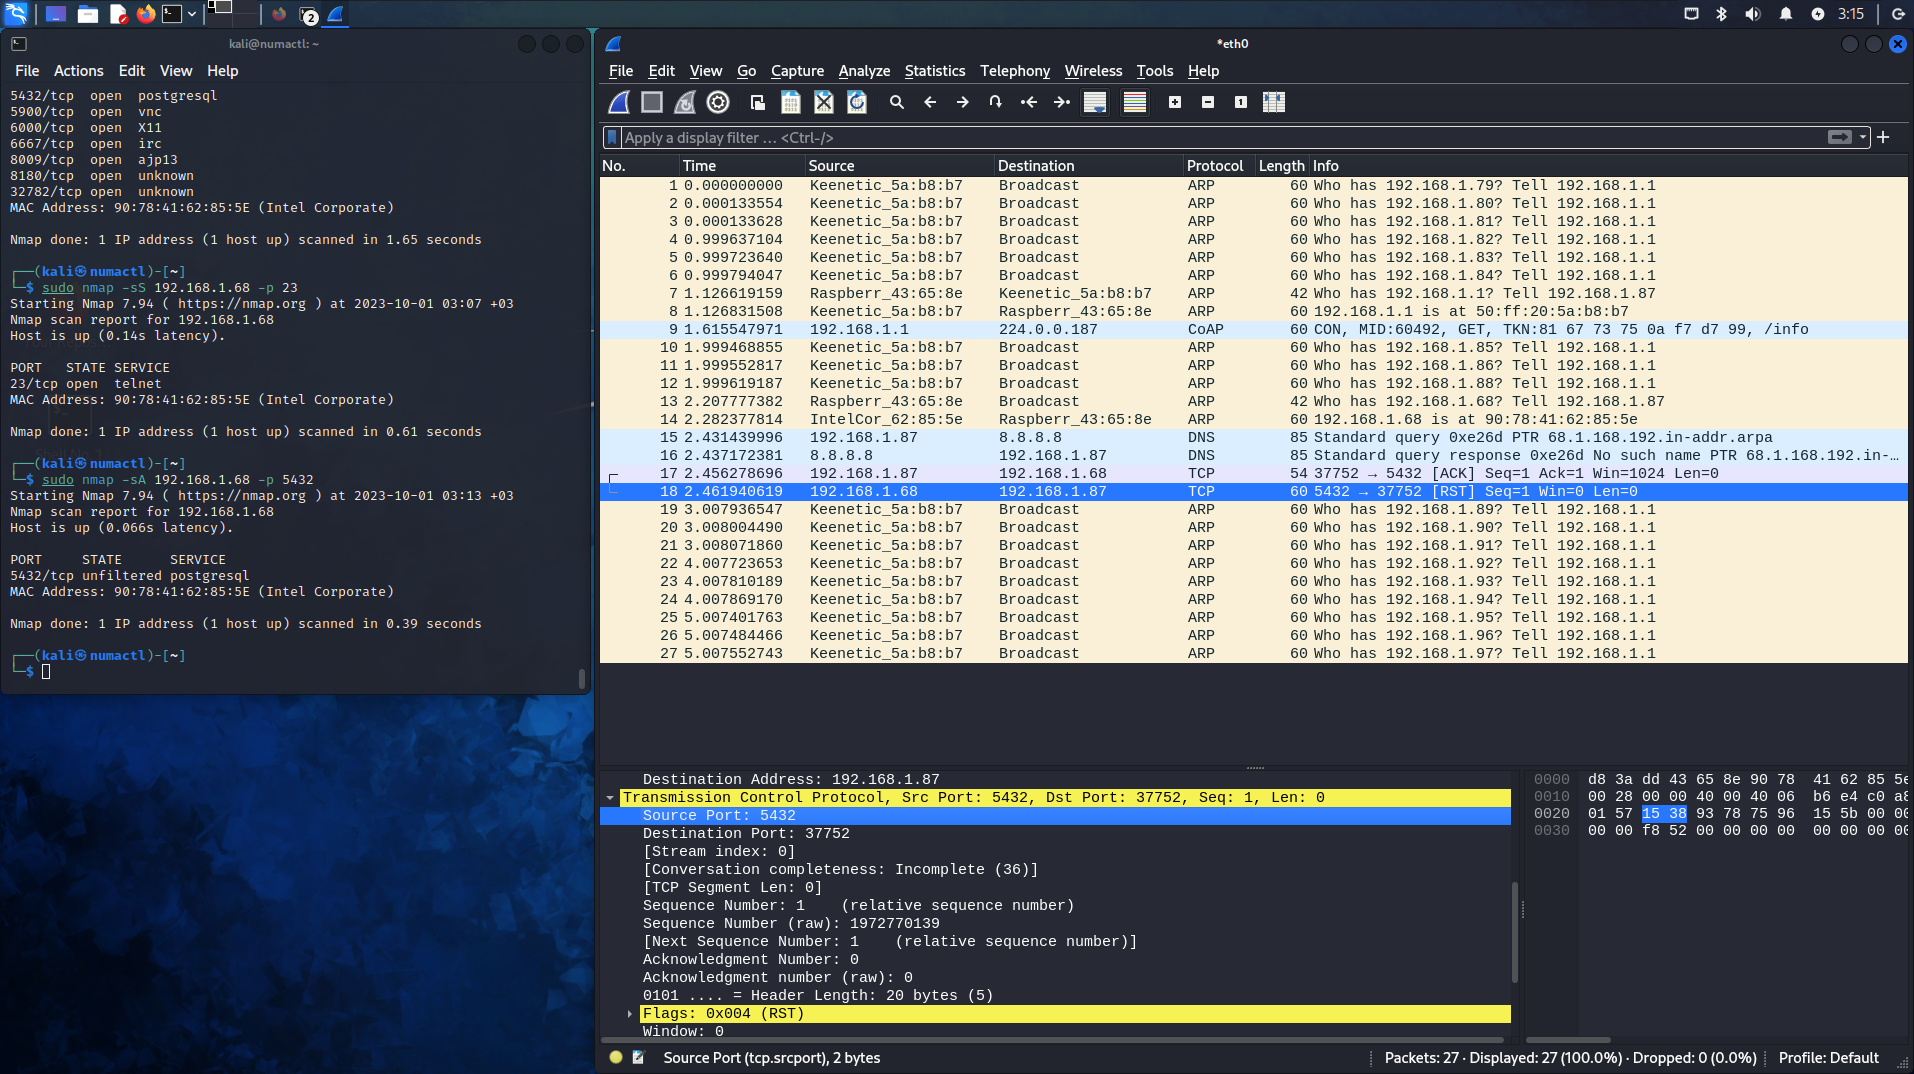 2
3:15
kali@numactl: ~
File Actions Edit View Help
5432/tcp open postgresql
5900/tcp open vnc
6000/tcp open X11
6667/tcp open irc
8009/tcp open ajp13
8180/tcp open unknown
32782/tcp open unknown
MAC Address: 90:78:41:62:85:5E (Intel Corporate)
Nmap done: 1 IP address (1 host up) scanned in 1.65 seconds
┌──(kali㉿numactl)-[~]
└─$ sudo nmap -sS 192.168.1.68 -p 23
Starting Nmap 7.94 ( https://nmap.org ) at 2023-10-01 03:07 +03
Nmap scan report for 192.168.1.68
Host is up (0.14s latency).
PORT STATE SERVICE
23/tcp open telnet
MAC Address: 90:78:41:62:85:5E (Intel Corporate)
Nmap done: 1 IP address (1 host up) scanned in 0.61 seconds
┌──(kali㉿numactl)-[~]
└─$ sudo nmap -sA 192.168.1.68 -p 5432
Starting Nmap 7.94 ( https://nmap.org ) at 2023-10-01 03:13 +03
Nmap scan report for 192.168.1.68
Host is up (0.066s latency).
PORT STATE SERVICE
5432/tcp unfiltered postgresql
MAC Address: 90:78:41:62:85:5E (Intel Corporate)
Nmap done: 1 IP address (1 host up) scanned in 0.39 seconds
┌──(kali㉿numactl)-[~]
└─$
*eth0
File Edit View Go Capture Analyze Statistics Telephony Wireless Tools Help
Apply a display filter … <Ctrl-/>
No. Time Source Destination Protocol Length Info
1 0.000000000 Keenetic_5a:b8:b7 Broadcast ARP 60 Who has 192.168.1.79? Tell 192.168.1.1
2 0.000133554 Keenetic_5a:b8:b7 Broadcast ARP 60 Who has 192.168.1.80? Tell 192.168.1.1
3 0.000133628 Keenetic_5a:b8:b7 Broadcast ARP 60 Who has 192.168.1.81? Tell 192.168.1.1
4 0.999637104 Keenetic_5a:b8:b7 Broadcast ARP 60 Who has 192.168.1.82? Tell 192.168.1.1
5 0.999723640 Keenetic_5a:b8:b7 Broadcast ARP 60 Who has 192.168.1.83? Tell 192.168.1.1
6 0.999794047 Keenetic_5a:b8:b7 Broadcast ARP 60 Who has 192.168.1.84? Tell 192.168.1.1
7 1.126619159 Raspberr_43:65:8e Keenetic_5a:b8:b7 ARP 42 Who has 192.168.1.1? Tell 192.168.1.87
8 1.126831508 Keenetic_5a:b8:b7 Raspberr_43:65:8e ARP 60 192.168.1.1 is at 50:ff:20:5a:b8:b7
9 1.615547971 192.168.1.1 224.0.0.187 CoAP 60 CON, MID:60492, GET, TKN:81 67 73 75 0a f7 d7 99, /info
10 1.999468855 Keenetic_5a:b8:b7 Broadcast ARP 60 Who has 192.168.1.85? Tell 192.168.1.1
11 1.999552817 Keenetic_5a:b8:b7 Broadcast ARP 60 Who has 192.168.1.86? Tell 192.168.1.1
12 1.999619187 Keenetic_5a:b8:b7 Broadcast ARP 60 Who has 192.168.1.88? Tell 192.168.1.1
13 2.207777382 Raspberr_43:65:8e Broadcast ARP 42 Who has 192.168.1.68? Tell 192.168.1.87
14 2.282377814 IntelCor_62:85:5e Raspberr_43:65:8e ARP 60 192.168.1.68 is at 90:78:41:62:85:5e
15 2.431439996 192.168.1.87 8.8.8.8 DNS 85 Standard query 0xe26d PTR 68.1.168.192.in-addr.arpa
16 2.437172381 8.8.8.8 192.168.1.87 DNS 85 Standard query response 0xe26d No such name PTR 68.1.168.192.in-…
17 2.456278696 192.168.1.87 192.168.1.68 TCP 54 37752 → 5432 [ACK] Seq=1 Ack=1 Win=1024 Len=0
18 2.461940619 192.168.1.68 192.168.1.87 TCP 60 5432 → 37752 [RST] Seq=1 Win=0 Len=0
19 3.007936547 Keenetic_5a:b8:b7 Broadcast ARP 60 Who has 192.168.1.89? Tell 192.168.1.1
20 3.008004490 Keenetic_5a:b8:b7 Broadcast ARP 60 Who has 192.168.1.90? Tell 192.168.1.1
21 3.008071860 Keenetic_5a:b8:b7 Broadcast ARP 60 Who has 192.168.1.91? Tell 192.168.1.1
22 4.007723653 Keenetic_5a:b8:b7 Broadcast ARP 60 Who has 192.168.1.92? Tell 192.168.1.1
23 4.007810189 Keenetic_5a:b8:b7 Broadcast ARP 60 Who has 192.168.1.93? Tell 192.168.1.1
24 4.007869170 Keenetic_5a:b8:b7 Broadcast ARP 60 Who has 192.168.1.94? Tell 192.168.1.1
25 5.007401763 Keenetic_5a:b8:b7 Broadcast ARP 60 Who has 192.168.1.95? Tell 192.168.1.1
26 5.007484466 Keenetic_5a:b8:b7 Broadcast ARP 60 Who has 192.168.1.96? Tell 192.168.1.1
27 5.007552743 Keenetic_5a:b8:b7 Broadcast ARP 60 Who has 192.168.1.97? Tell 192.168.1.1
Destination Address: 192.168.1.87
Transmission Control Protocol, Src Port: 5432, Dst Port: 37752, Seq: 1, Len: 0
Source Port: 5432
Destination Port: 37752
[Stream index: 0]
[Conversation completeness: Incomplete (36)]
[TCP Segment Len: 0]
Sequence Number: 1 (relative sequence number)
Sequence Number (raw): 1972770139
[Next Sequence Number: 1 (relative sequence number)]
Acknowledgment Number: 0
Acknowledgment number (raw): 0
0101 .... = Header Length: 20 bytes (5)
Flags: 0x004 (RST)
Window: 0
0000 d8 3a dd 43 65 8e 90 78 41 62 85 5e
0010 00 28 00 00 40 00 40 06 b6 e4 c0 a8
0020 01 57 15 38 93 78 75 96 15 5b 00 00
0030 00 00 f8 52 00 00 00 00 00 00 00 00
Source Port (tcp.srcport), 2 bytes
Packets: 27 · Displayed: 27 (100.0%) · Dropped: 0 (0.0%)
Profile: Default